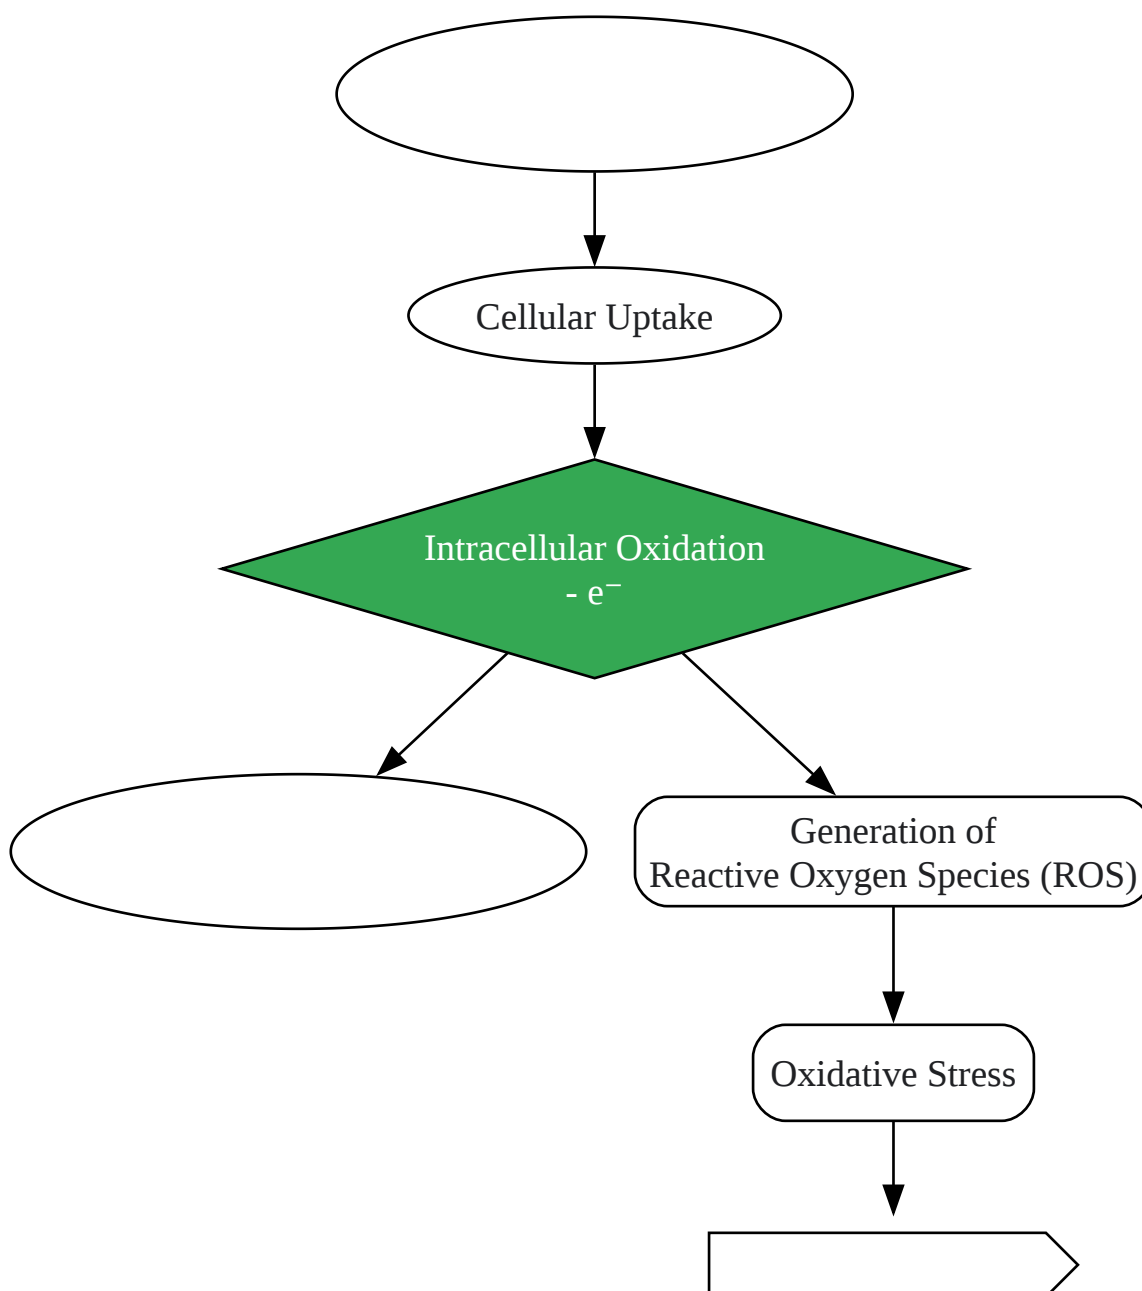 Cellular Uptake
Intracellular Oxidation
- e⁻
Generation of
Reactive Oxygen Species (ROS)
Oxidative Stress